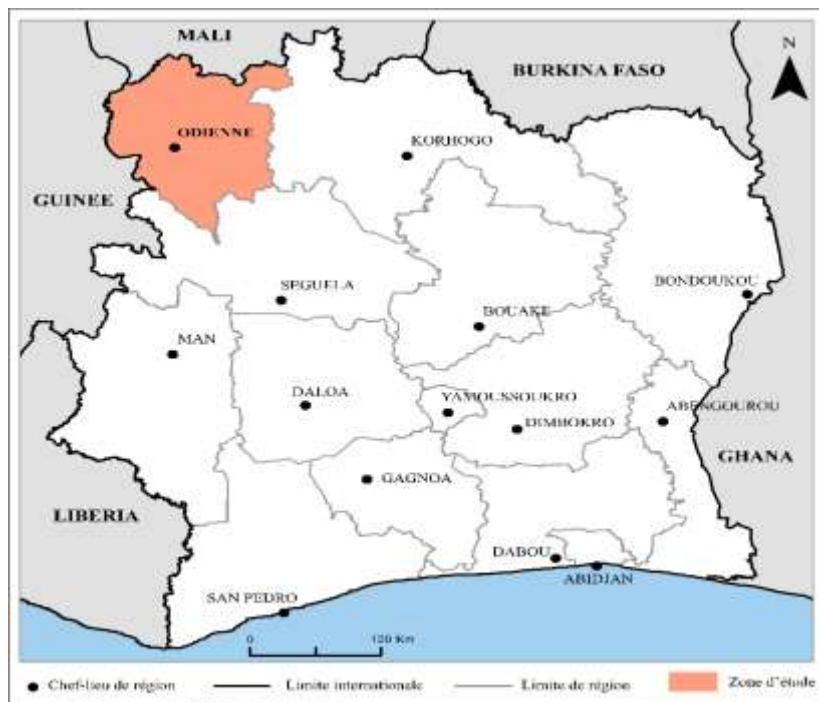 MALI
N
BURKINA FASO
ODIENNE
KORHOGO
GUINEE
SEGUELA
BONDOUKOU
BOUAKE
MAN
DALOA
YAMOUSSOUKRO
ABENGOUROU
DIMBOKRO
GHANA
GAGNOA
LIBERIA
DABOU
ABIDJAN
SAN PEDRO
0 100 Km
Chef-lieu de région
Limite internationale
Limite de région
Zone d'étude